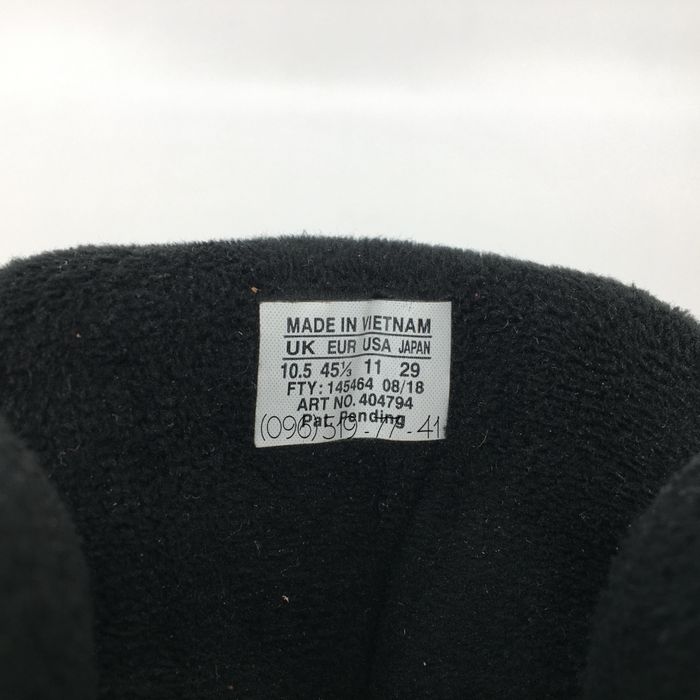 MADE IN VIETNAM
UK EUR USA JAPAN
10.5 45⅓ 11 29
FTY: 145464 08/18
ART NO. 404794
Pat. Pending
(096)519-77-41